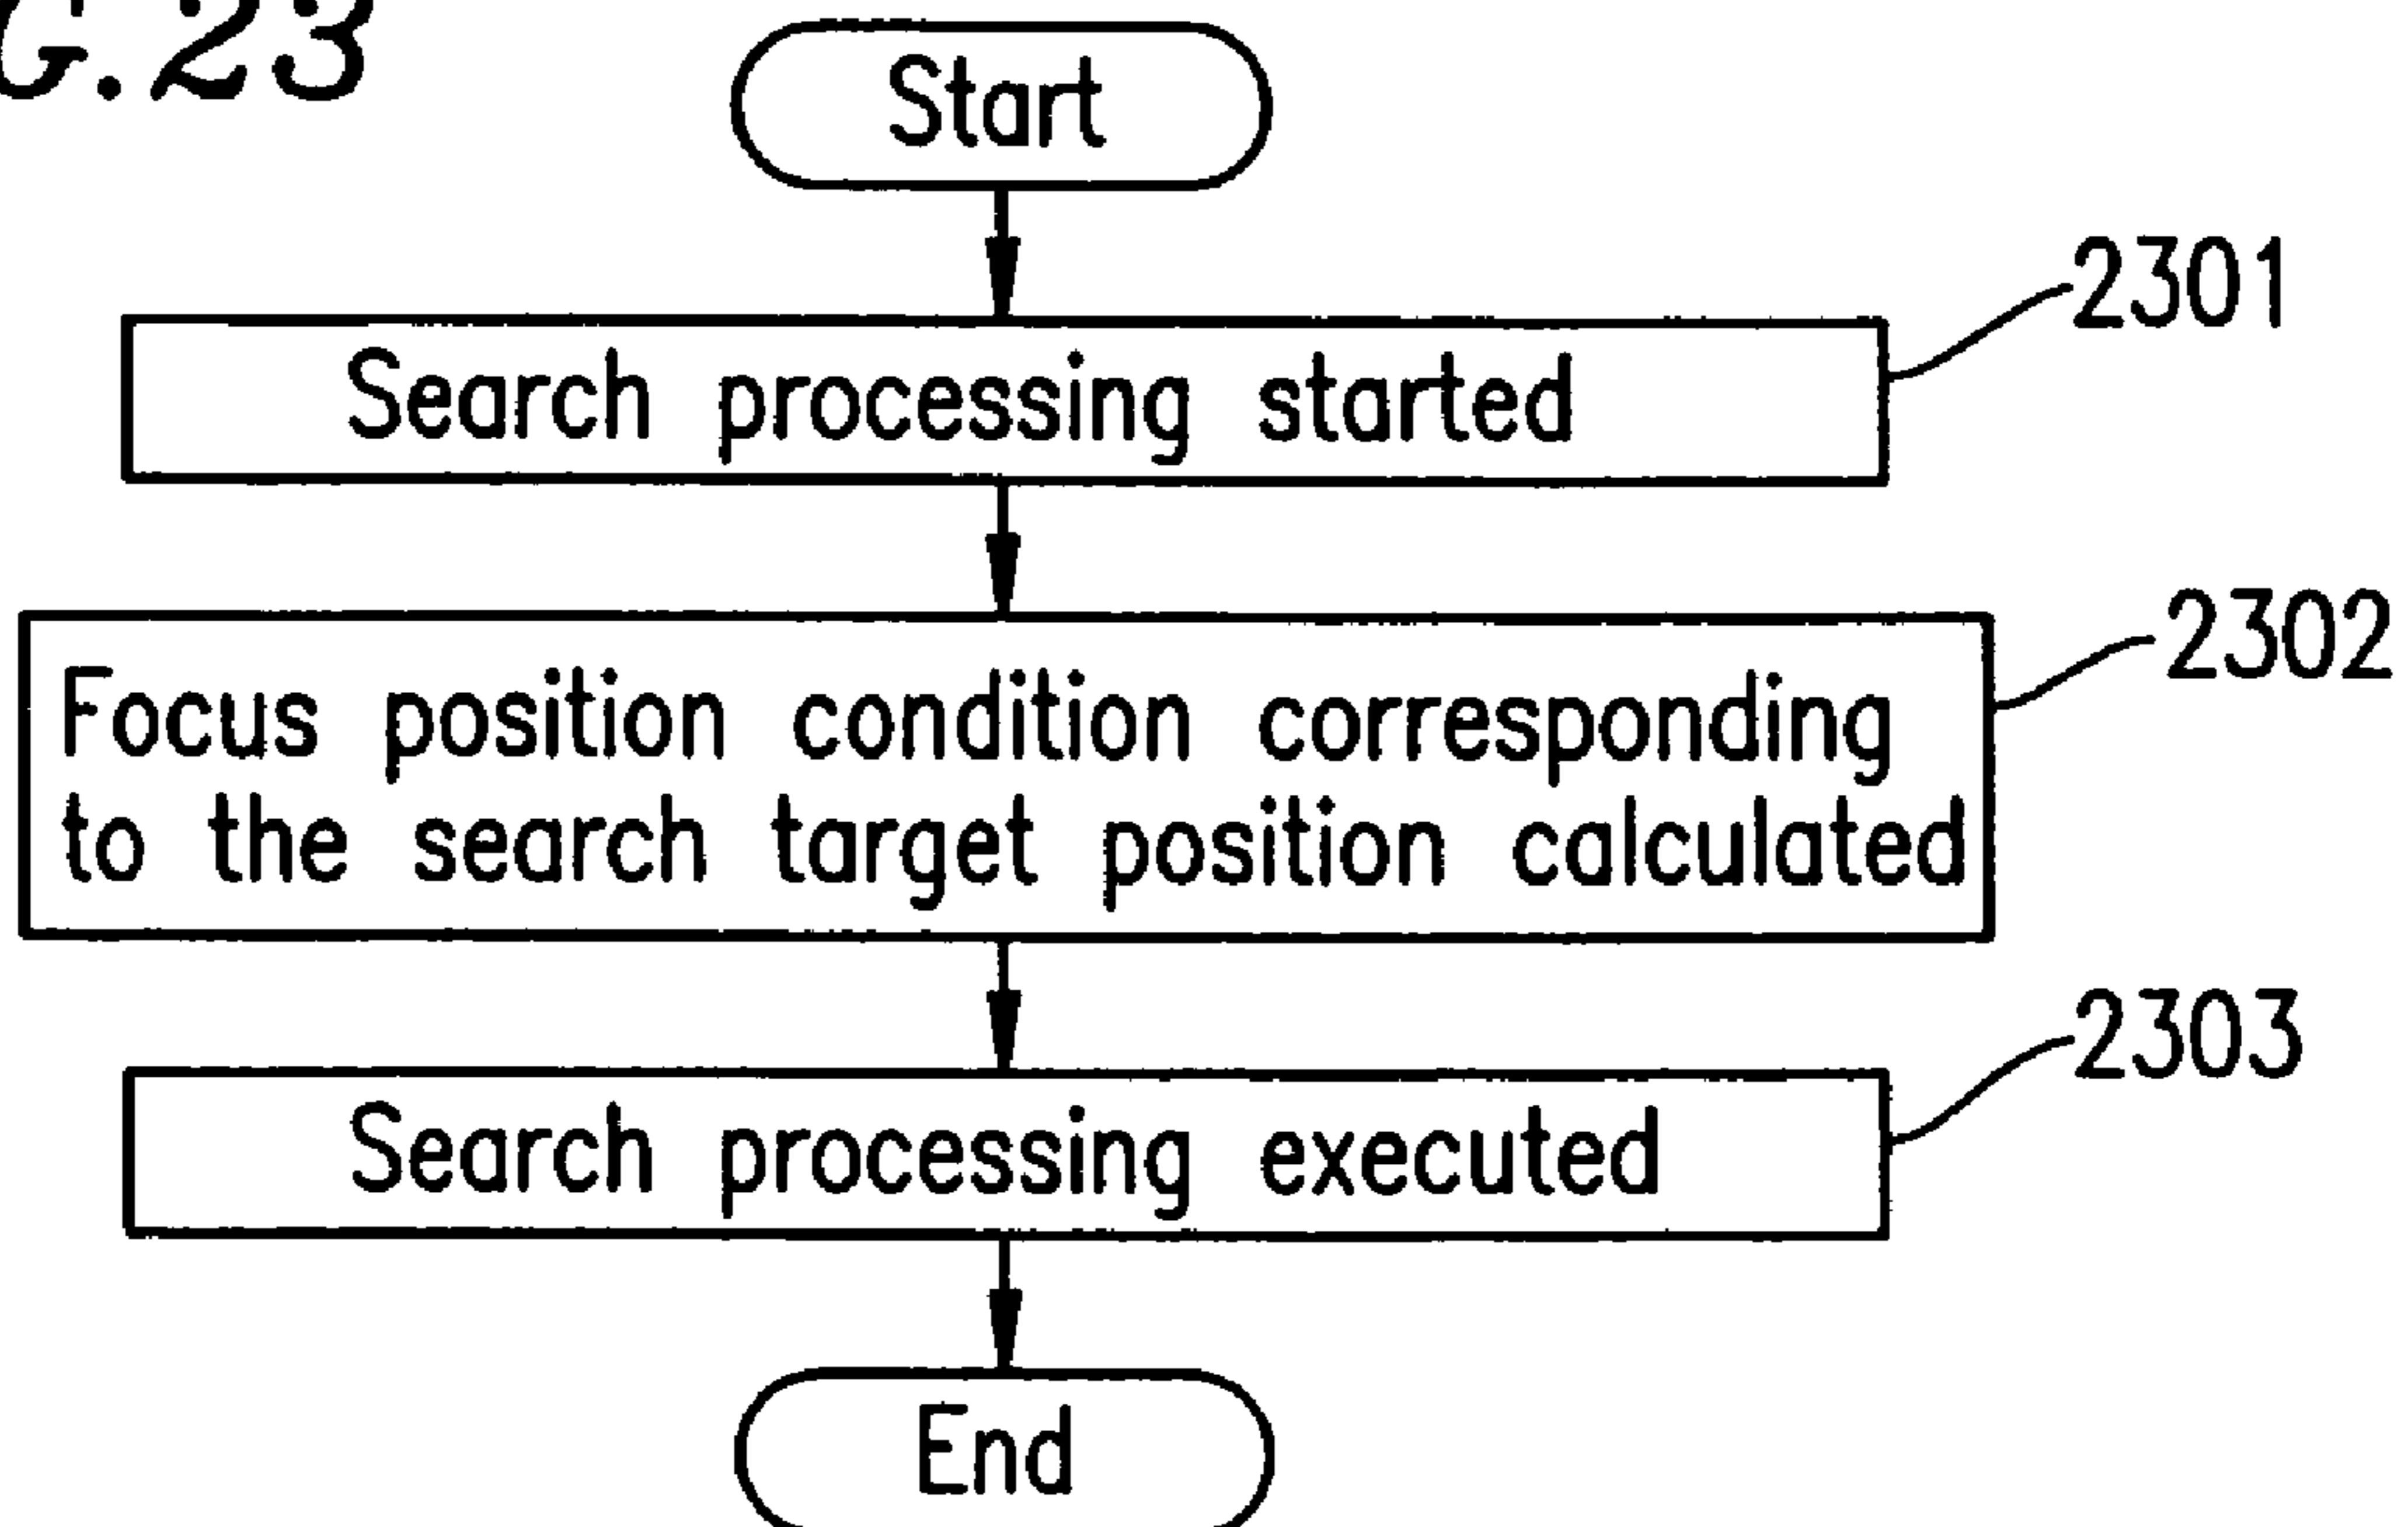 G.23
Start
2301
Search processing started
2302
Focus position condition corresponding
to the search target position calculated
2303
Search processing executed
End